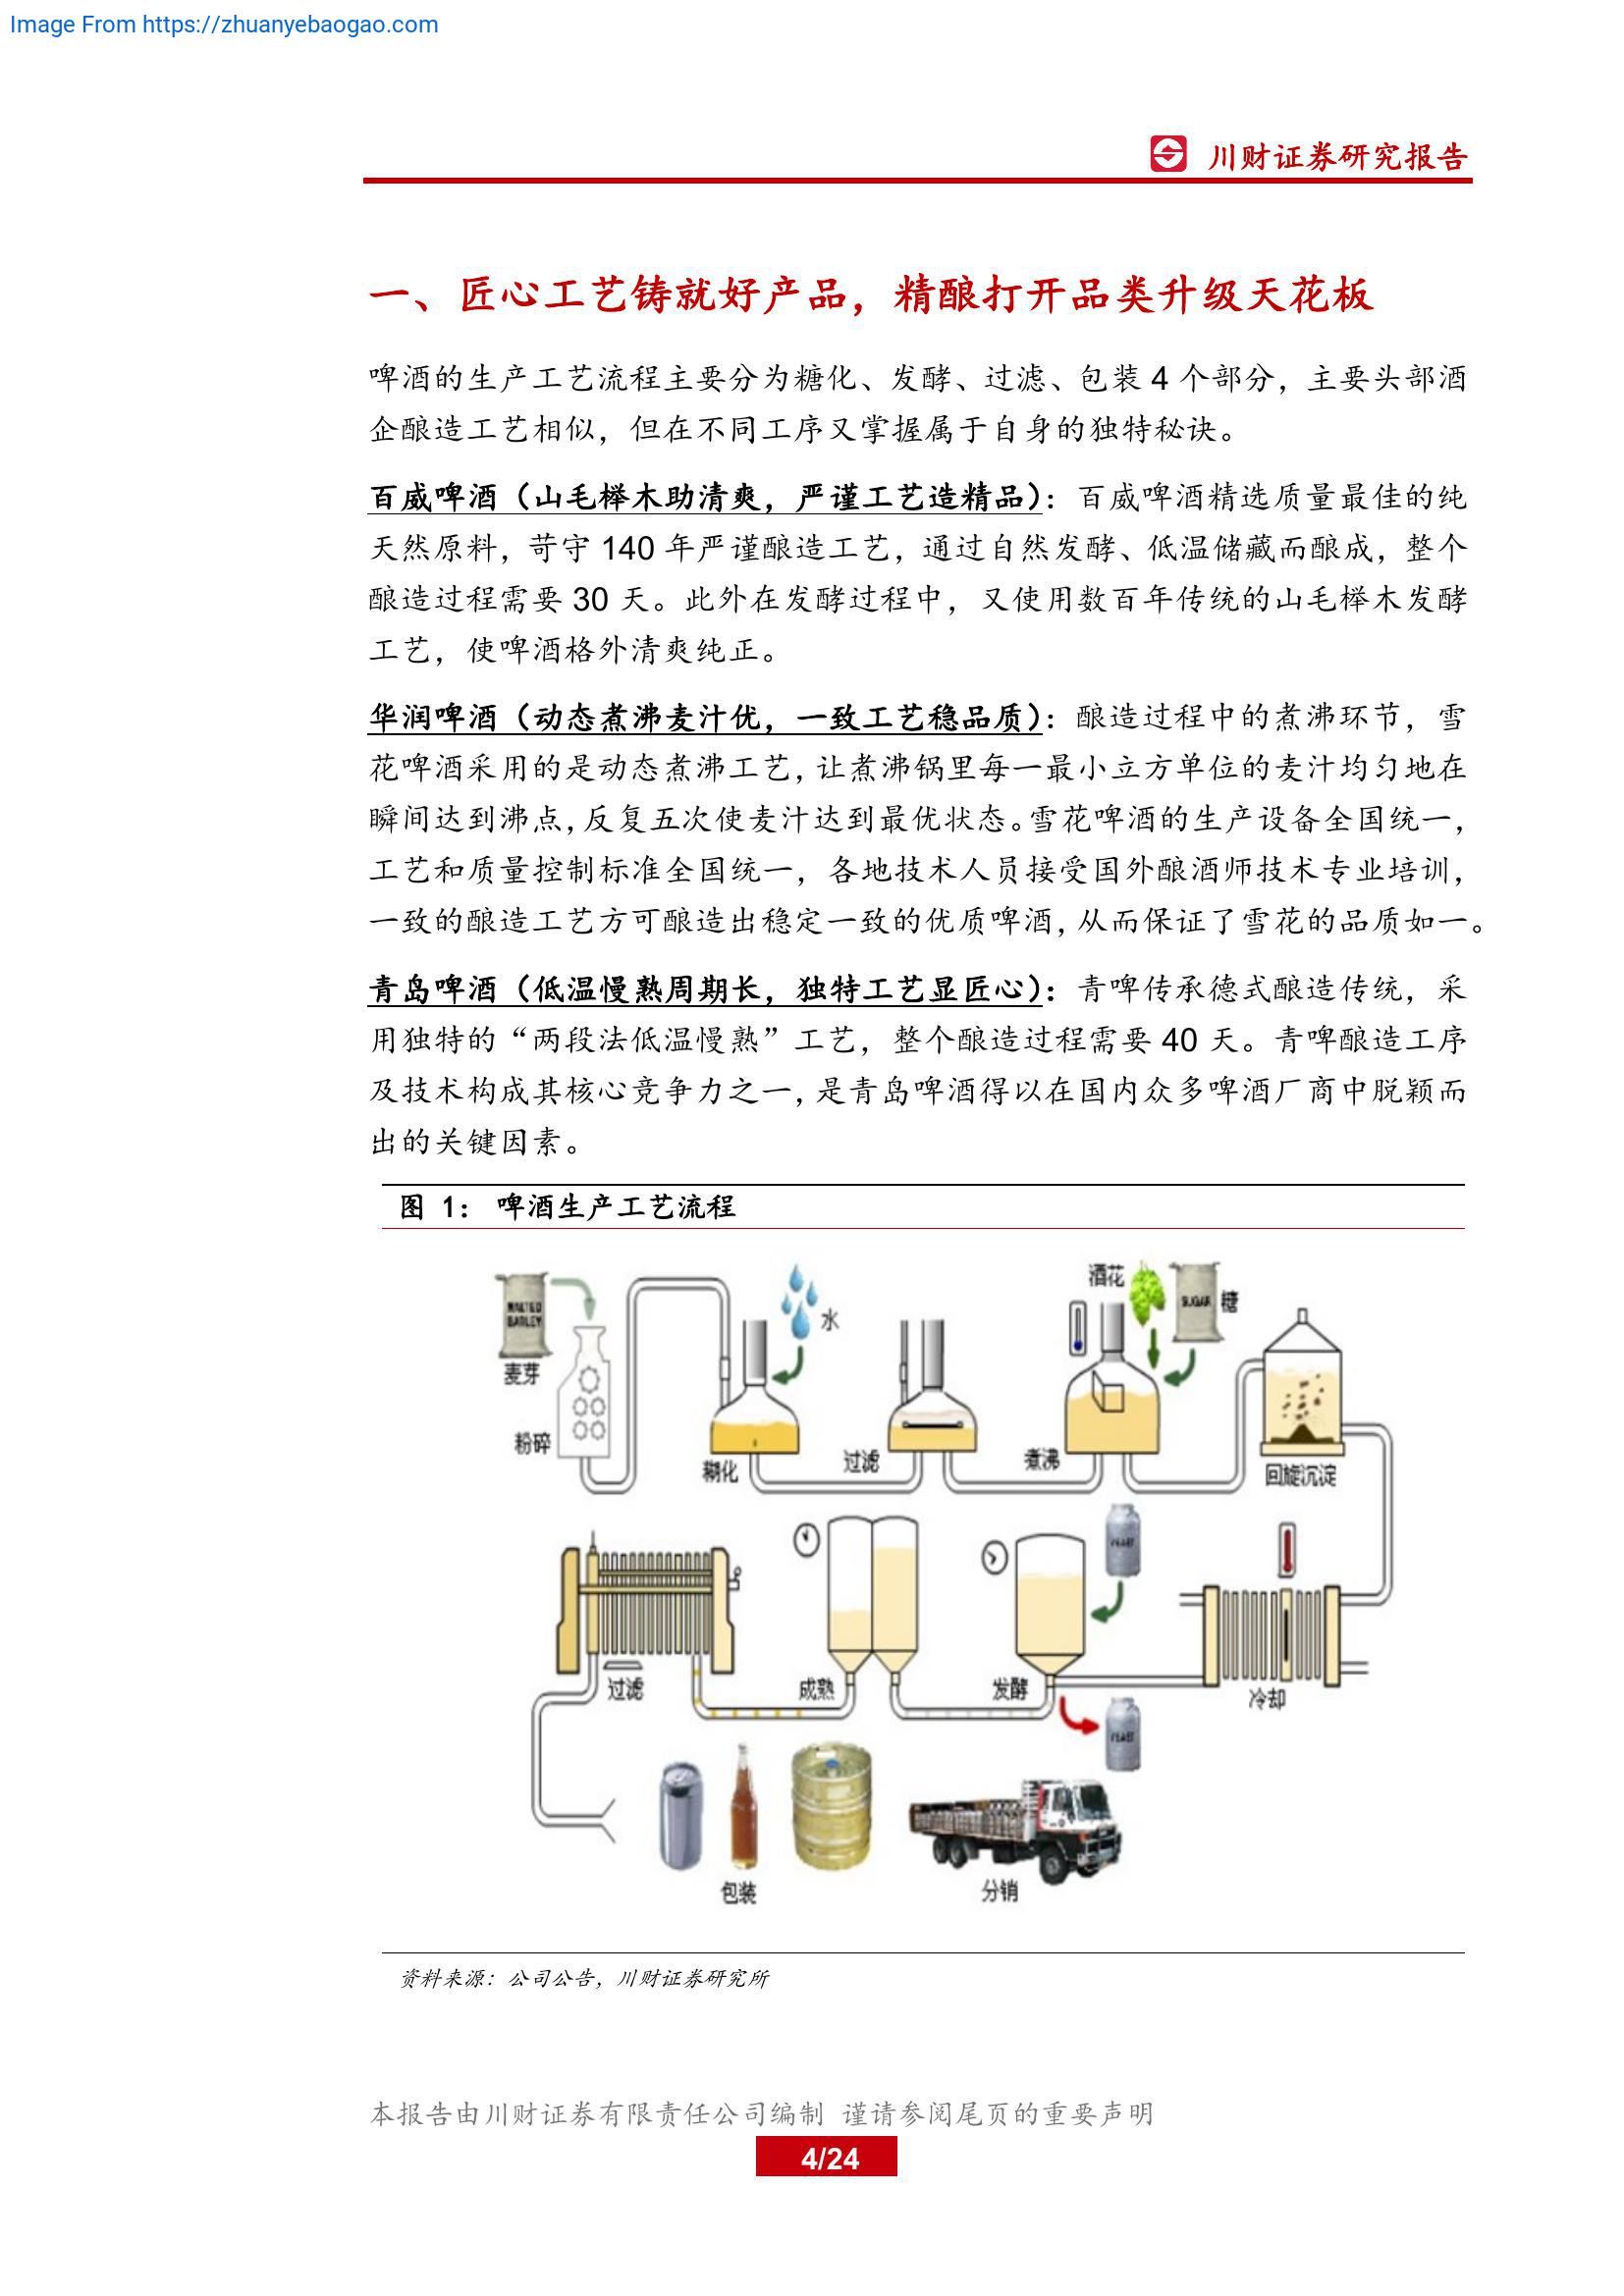 Image From https://zhuanyebaogao.com
川财证券研究报告
一、匠心工艺铸就好产品，精酿打开品类升级天花板
啤酒的生产工艺流程主要分为糖化、发酵、过滤、包装 4 个部分，主要头部酒
企酿造工艺相似，但在不同工序又掌握属于自身的独特秘诀。
百威啤酒（山毛榉木助清爽，严谨工艺造精品）：百威啤酒精选质量最佳的纯
天然原料，苛守 140 年严谨酿造工艺，通过自然发酵、低温储藏而酿成，整个
酿造过程需要 30 天。此外在发酵过程中，又使用数百年传统的山毛榉木发酵
工艺，使啤酒格外清爽纯正。
华润啤酒（动态煮沸麦汁优，一致工艺稳品质）：酿造过程中的煮沸环节，雪
花啤酒采用的是动态煮沸工艺，让煮沸锅里每一最小立方单位的麦汁均匀地在
瞬间达到沸点，反复五次使麦汁达到最优状态。雪花啤酒的生产设备全国统一，
工艺和质量控制标准全国统一，各地技术人员接受国外酿酒师技术专业培训，
一致的酿造工艺方可酿造出稳定一致的优质啤酒，从而保证了雪花的品质如一。
青岛啤酒（低温慢熟周期长，独特工艺显匠心）：青啤传承德式酿造传统，采
用独特的“两段法低温慢熟”工艺，整个酿造过程需要 40 天。青啤酿造工序
及技术构成其核心竞争力之一，是青岛啤酒得以在国内众多啤酒厂商中脱颖而
出的关键因素。
图 1： 啤酒生产工艺流程
MALTED
BARLEY
麦芽
粉碎
水
糊化
过滤
酒花
SUGAR
糖
煮沸
回旋沉淀
YEAST
过滤
成熟
发酵
冷却
YEAST
包装
分销
资料来源：公司公告，川财证券研究所
本报告由川财证券有限责任公司编制 谨请参阅尾页的重要声明
4/24